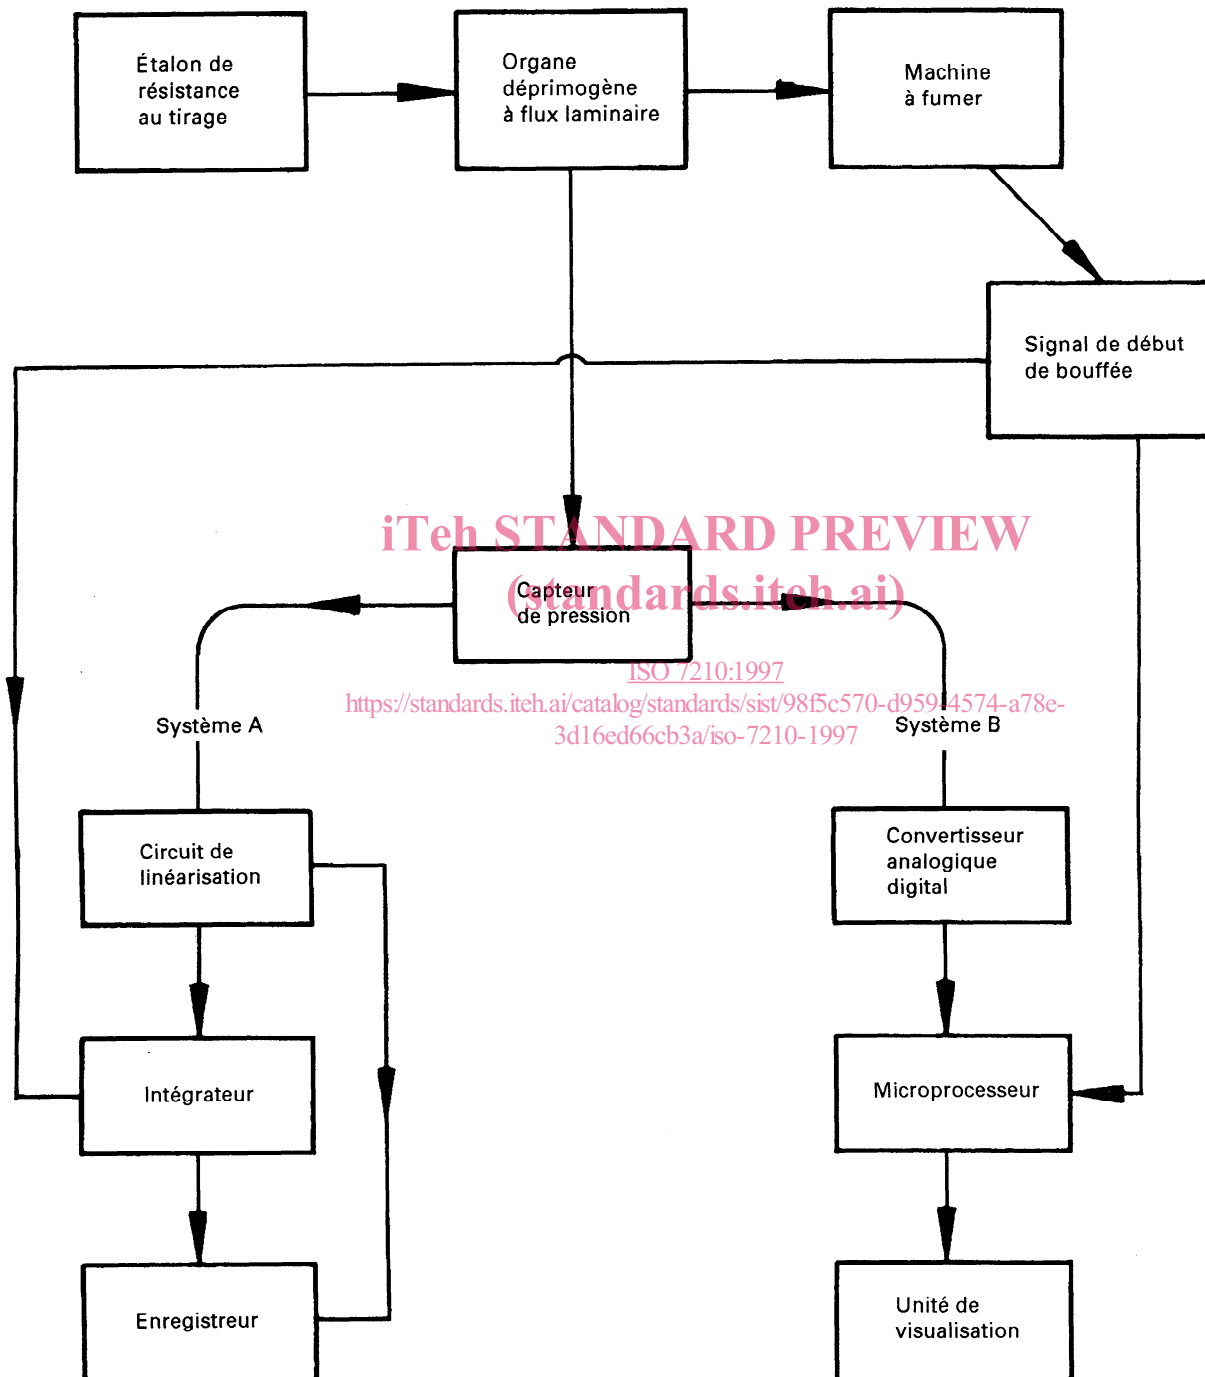 Étalon de
résistance
au tirage
Organe
déprimogène
à flux laminaire
Machine
à fumer
Signal de début
de bouffée
iTeh STANDARD PREVIEW
(standards.iteh.ai)
Capteur
de pression
ISO 7210:1997
https://standards.iteh.ai/catalog/standards/sist/98f5c570-d959-4574-a78e-
3d16ed66cb3a/iso-7210-1997
Système A
Système B
Circuit de
linéarisation
Convertisseur
analogique
digital
Intégrateur
Microprocesseur
Enregistreur
Unité de
visualisation